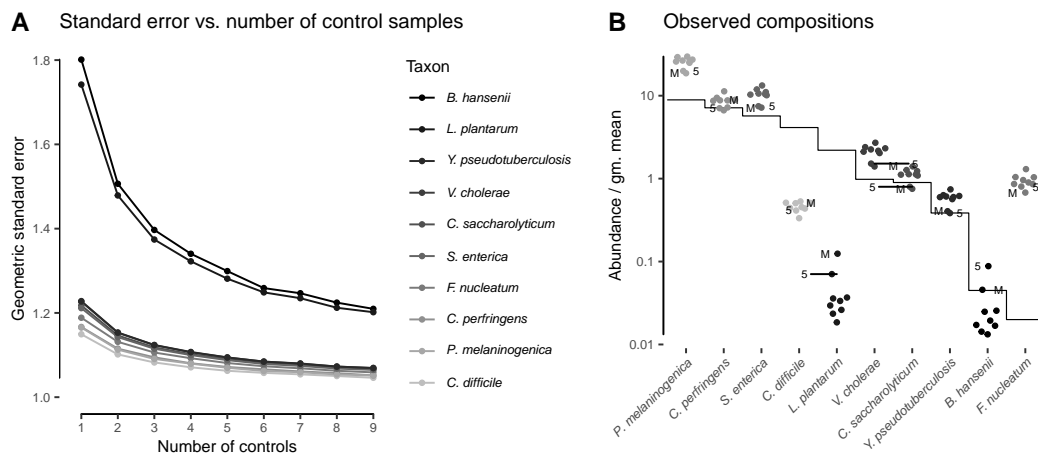 A Standard error vs. number of control samples
Geometric standard error
1.8
1.6
1.4
1.2
1.0
1 2 3 4 5 6 7 8 9
Number of controls
Taxon
B. hansenii
L. plantarum
Y. pseudotuberculosis
V. cholerae
C. saccharolyticum
S. enterica
F. nucleatum
C. perfringens
P. melaninogenica
C. difficile
B Observed compositions
Abundance / gm. mean
10
1
0.1
0.01
M 5
5 M
M 5
5 M
M
5
M 5
5 M
M 5
5
M
M 5
P. melaninogenica
C. perfringens
S. enterica
C. difficile
L. plantarum
V. cholerae
C. saccharolyticum
Y. pseudotuberculosis
B. hansenii
F. nucleatum